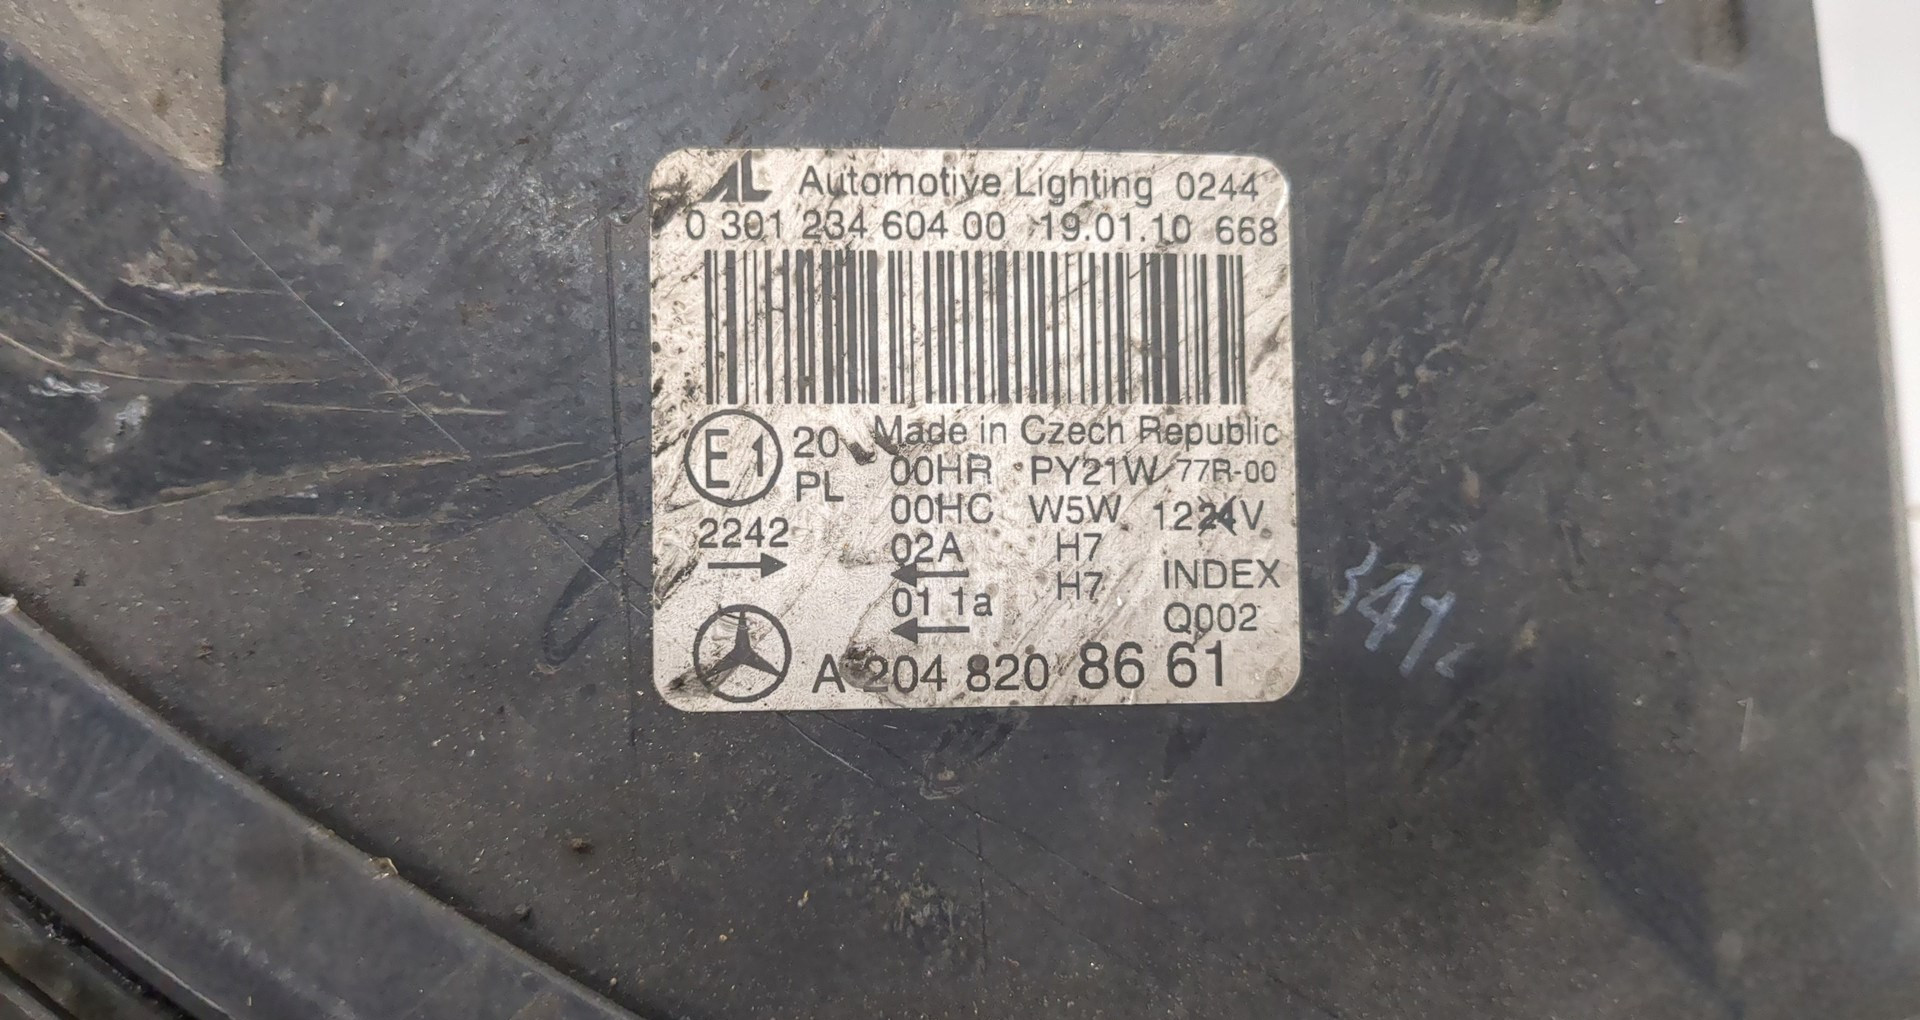 AL Automotive Lighting 0244
0 301 234 604 00 19.01.10 668
Made in Czech Republic
E1 20 00HR PY21W 77R-00
PL 00HC W5W 1224V
2242 02A H7
01 1a H7 INDEX
Q002
A 204 820 86 61